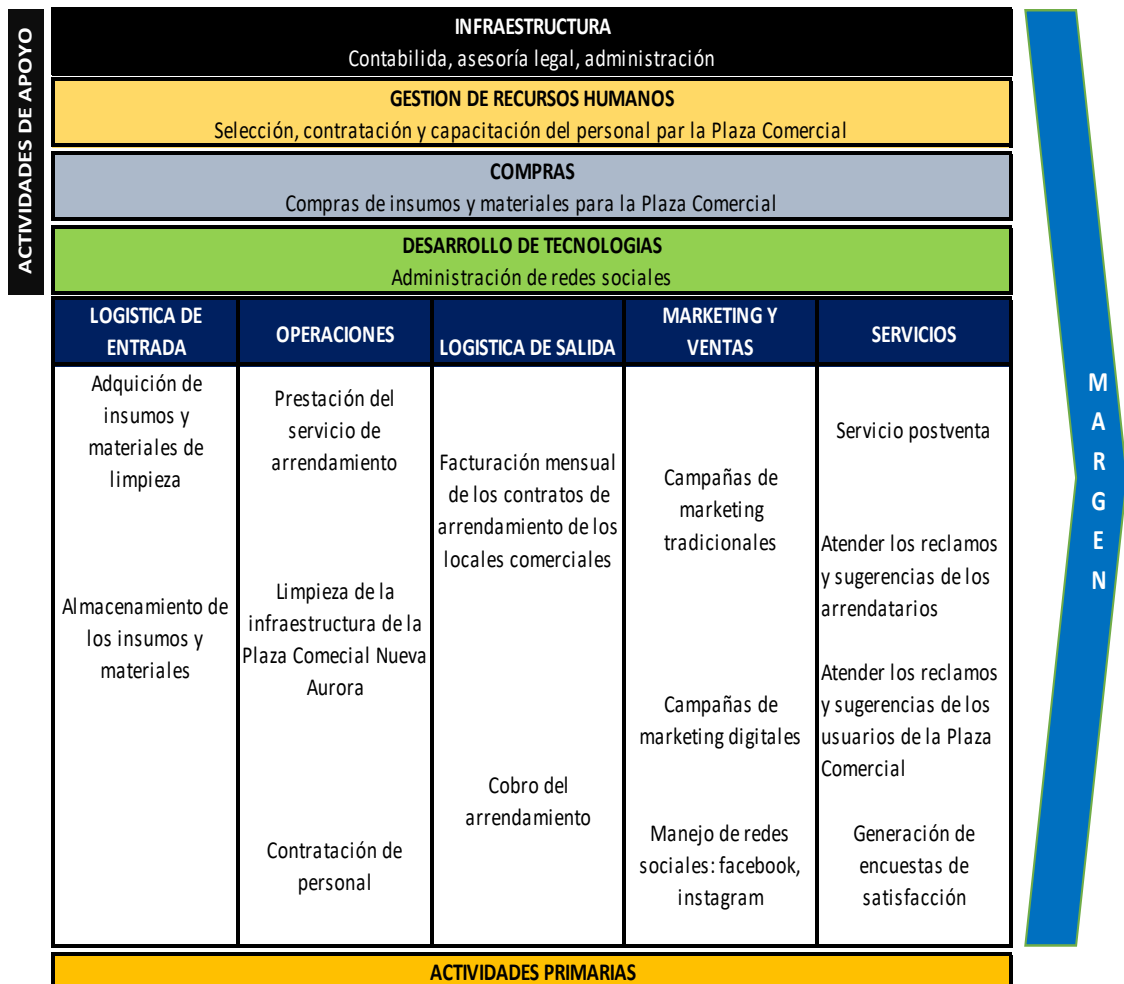 ACTIVIDADES DE APOYO
INFRAESTRUCTURA
Contabilida, asesoría legal, administración
GESTION DE RECURSOS HUMANOS
Selección, contratación y capacitación del personal par la Plaza Comercial
COMPRAS
Compras de insumos y materiales para la Plaza Comercial
DESARROLLO DE TECNOLOGIAS
Administración de redes sociales
LOGISTICA DE
ENTRADA
Adquición de
insumos y
materiales de
limpieza
Almacenamiento de
los insumos y
materiales
OPERACIONES
Prestación del
servicio de
arrendamiento
Limpieza de la
infraestructura de la
Plaza Comecial Nueva
Aurora
Contratación de
personal
LOGISTICA DE SALIDA
Facturación mensual
de los contratos de
arrendamiento de los
locales comerciales
Cobro del
arrendamiento
MARKETING Y
VENTAS
Campañas de
marketing
tradicionales
Campañas de
marketing digitales
Manejo de redes
sociales: facebook,
instagram
SERVICIOS
Servicio postventa
Atender los reclamos
y sugerencias de los
arrendatarios
Atender los reclamos
y sugerencias de los
usuarios de la Plaza
Comercial
Generación de
encuestas de
satisfacción
ACTIVIDADES PRIMARIAS
MARGEN